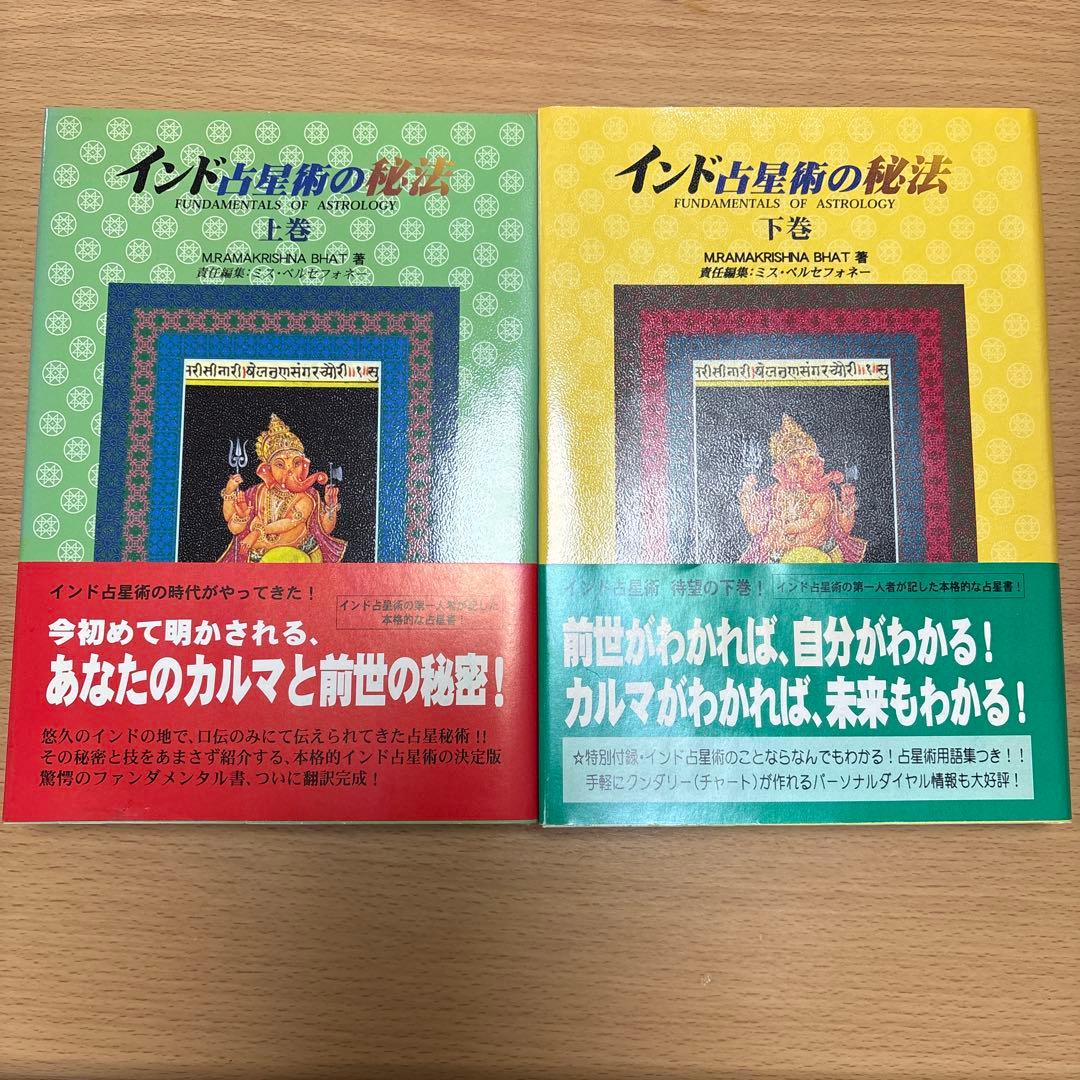 インド占星術の秘法
FUNDAMENTALS OF ASTROLOGY
上巻
M.RAMAKRISHNA BHAT 著
責任編集：ミス・ペルセフォネー
インド占星術の時代がやってきた！
インド占星術の第一人者が記した
本格的な占星書！
今初めて明かされる、
あなたのカルマと前世の秘密！
悠久のインドの地で、口伝のみにて伝えられてきた占星秘術！！
その秘密と技をあまさず紹介する、本格的インド占星術の決定版
驚愕のファンダメンタル書、ついに翻訳完成！
インド占星術の秘法
FUNDAMENTALS OF ASTROLOGY
下巻
M.RAMAKRISHNA BHAT 著
責任編集：ミス・ペルセフォネー
インド占星術 待望の下巻！
インド占星術の第一人者が記した本格的な占星書！
前世がわかれば、自分がわかる！
カルマがわかれば、未来もわかる！
☆特別付録・インド占星術のことならなんでもわかる！占星術用語集つき！！
手軽にクンダリー（チャート）が作れるパーソナルダイヤル情報も大好評！